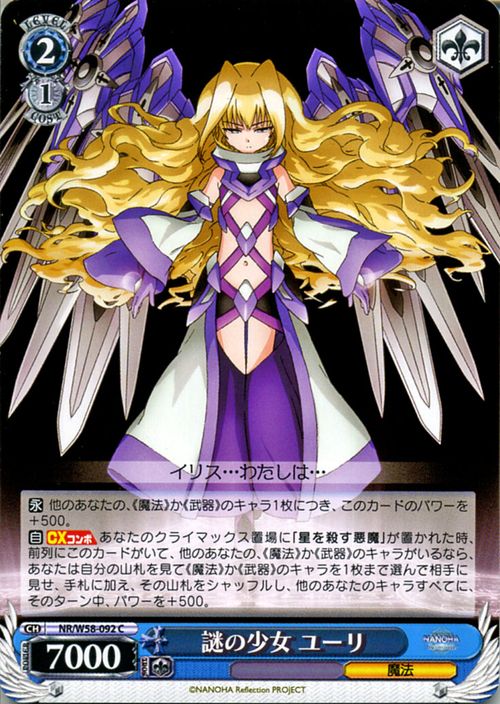 LEVEL
2
1
COST
イリス…わたしは…
永 他のあなたの、《魔法》か《武器》のキャラ1枚につき、このカードのパワーを
＋500。
自 CXコンボ あなたのクライマックス置場に「星を殺す悪魔」が置かれた時、
前列にこのカードがいて、他のあなたの、《魔法》か《武器》のキャラがいるなら、
あなたは自分の山札を見て《魔法》か《武器》のキャラを1枚まで選んで相手に
見せ、手札に加え、その山札をシャッフルし、他のあなたのキャラすべてに、
そのターン中、パワーを＋500。
CH NR/W58-092 C
POWER
7000
SOUL
謎の少女 ユーリ
NANOHA
魔法
©NANOHA Reflection PROJECT